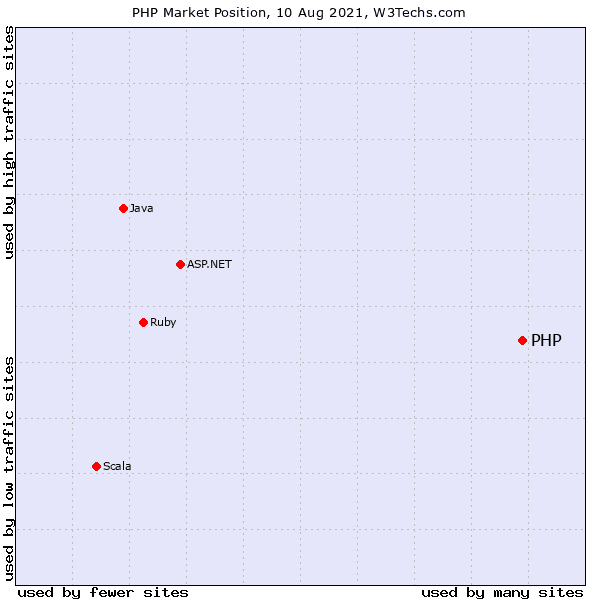 PHP Market Position, 10 Aug 2021, W3Techs.com
used by high traffic sites
Java
ASP.NET
Ruby
PHP
used by low traffic sites
Scala
used by fewer sites
used by many sites